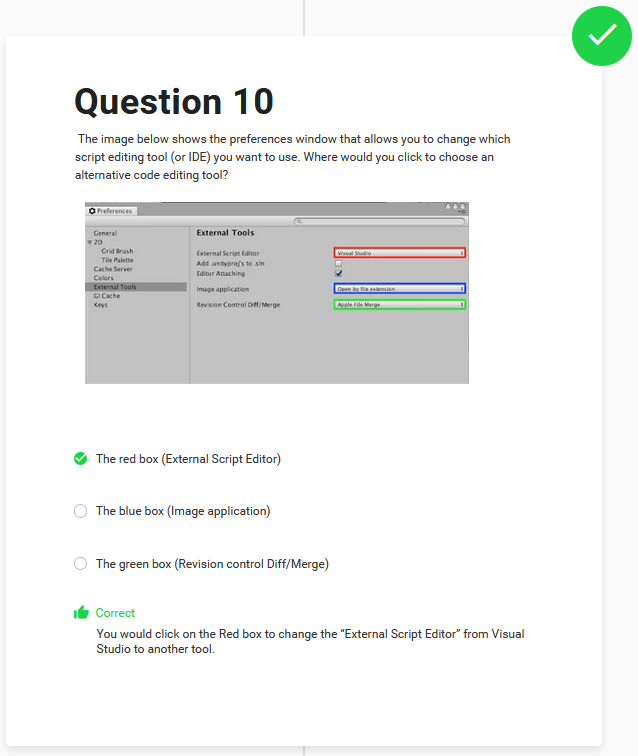 Question 10
The image below shows the preferences window that allows you to change which
script editing tool (or IDE) you want to use. Where would you click to choose an
alternative code editing tool?
Preferences
General
2D
Grid Brush
Tile Palette
Cache Server
Colors
External Tools
GI Cache
Keys
External Tools
External Script Editor
Visual Studio
Add .unityproj's to .sln
Editor Attaching
Image application
Open by file extension
Revision Control Diff/Merge
Apple File Merge
The red box (External Script Editor)
The blue box (Image application)
The green box (Revision control Diff/Merge)
Correct
You would click on the Red box to change the “External Script Editor” from Visual
Studio to another tool.